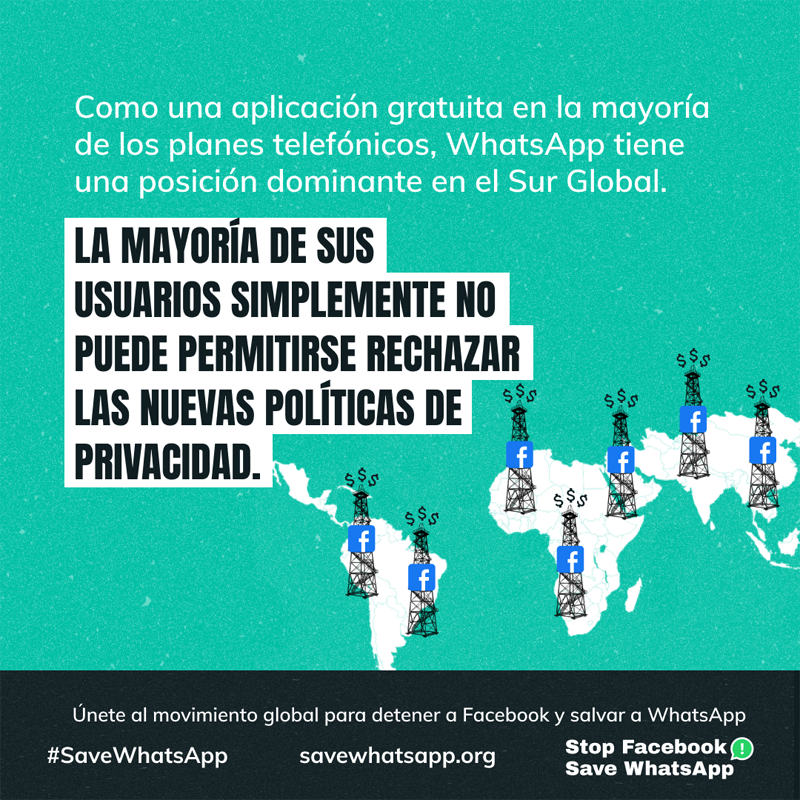 Como una aplicación gratuita en la mayoría
de los planes telefónicos, WhatsApp tiene
una posición dominante en el Sur Global.
LA MAYORÍA DE SUS
USUARIOS SIMPLEMENTE NO
PUEDE PERMITIRSE RECHAZAR
LAS NUEVAS POLÍTICAS DE
PRIVACIDAD.
$$$
$$$
$$$
$$$
$$$
$$$
$$$
f
f
f
f
f
f
f
Únete al movimiento global para detener a Facebook y salvar a WhatsApp
#SaveWhatsApp
savewhatsapp.org
Stop Facebook !
Save WhatsApp